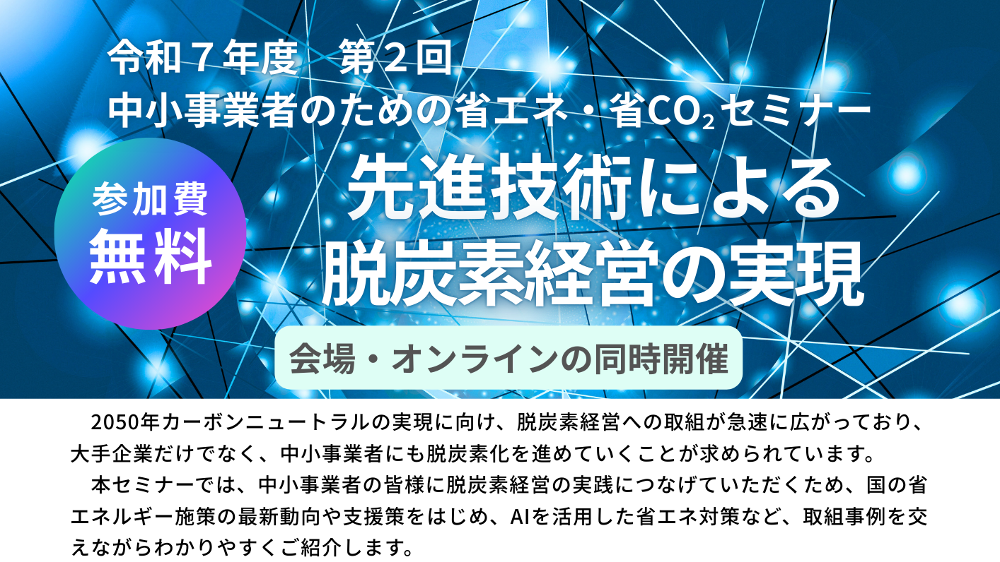 令和７年度　第２回
中小事業者のための省エネ・省CO₂セミナー
参加費
無料
先進技術による
脱炭素経営の実現
会場・オンラインの同時開催
　2050年カーボンニュートラルの実現に向け、脱炭素経営への取組が急速に広がっており、
大手企業だけでなく、中小事業者にも脱炭素化を進めていくことが求められています。
　本セミナーでは、中小事業者の皆様に脱炭素経営の実践につなげていただくため、国の省
エネルギー施策の最新動向や支援策をはじめ、AIを活用した省エネ対策など、取組事例を交
えながらわかりやすくご紹介します。